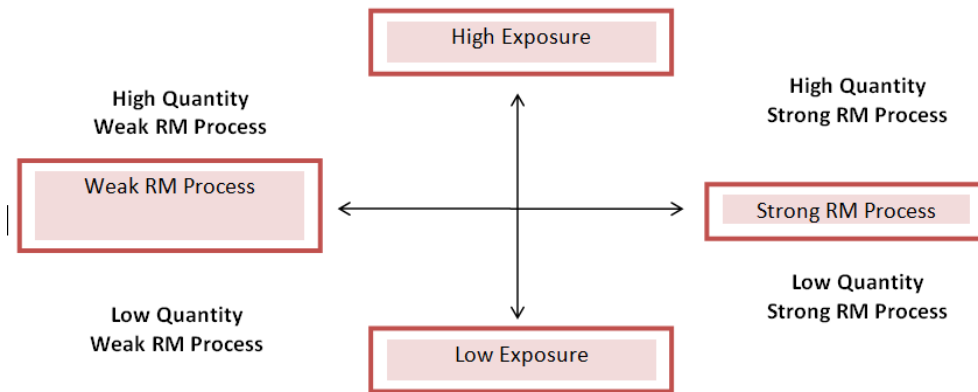 High Exposure
High Quantity
Weak RM Process
High Quantity
Strong RM Process
Weak RM Process
Strong RM Process
Low Quantity
Weak RM Process
Low Quantity
Strong RM Process
Low Exposure